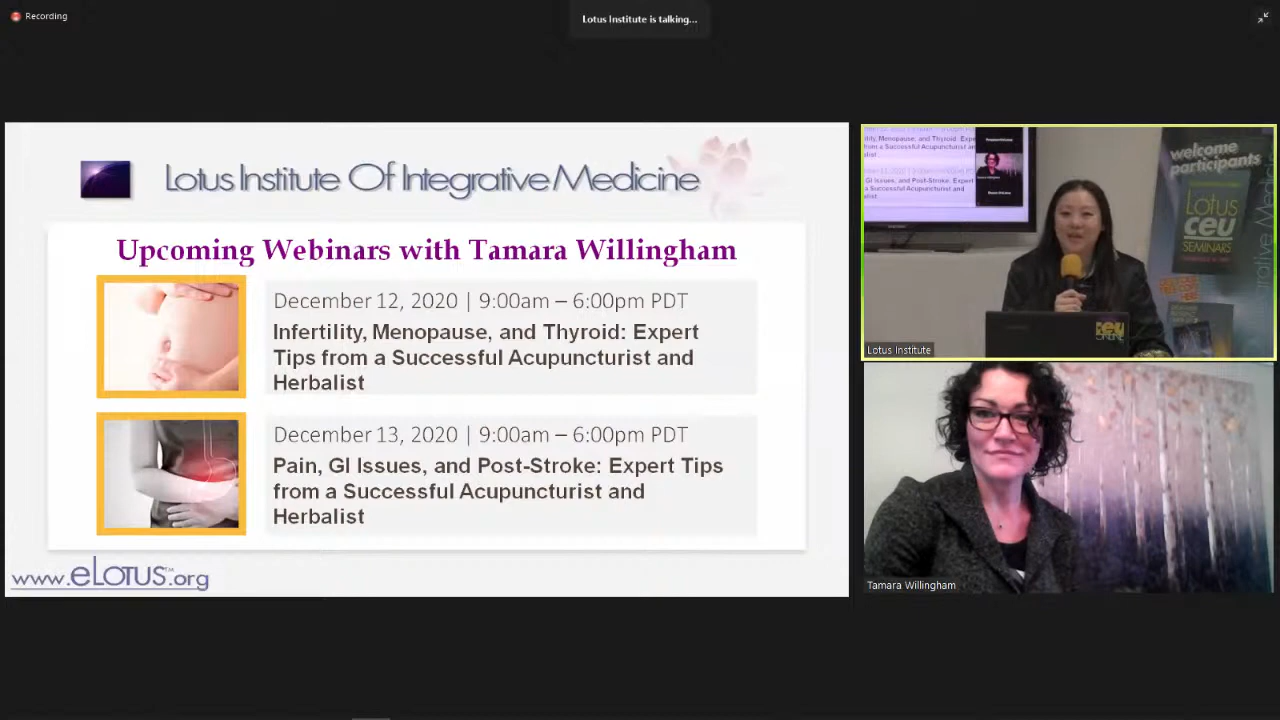 Recording
Lotus Institute is talking...
Lotus Institute Of Integrative Medicine
Upcoming Webinars with Tamara Willingham
December 12, 2020 | 9:00am – 6:00pm PDT
Infertility, Menopause, and Thyroid: Expert
Tips from a Successful Acupuncturist and
Herbalist
December 13, 2020 | 9:00am – 6:00pm PDT
Pain, GI Issues, and Post-Stroke: Expert Tips
from a Successful Acupuncturist and
Herbalist
www.eLotus.org
welcome
participants
Lotus
ceu
SEMINARS
Lotus Institute
Tamara Willingham